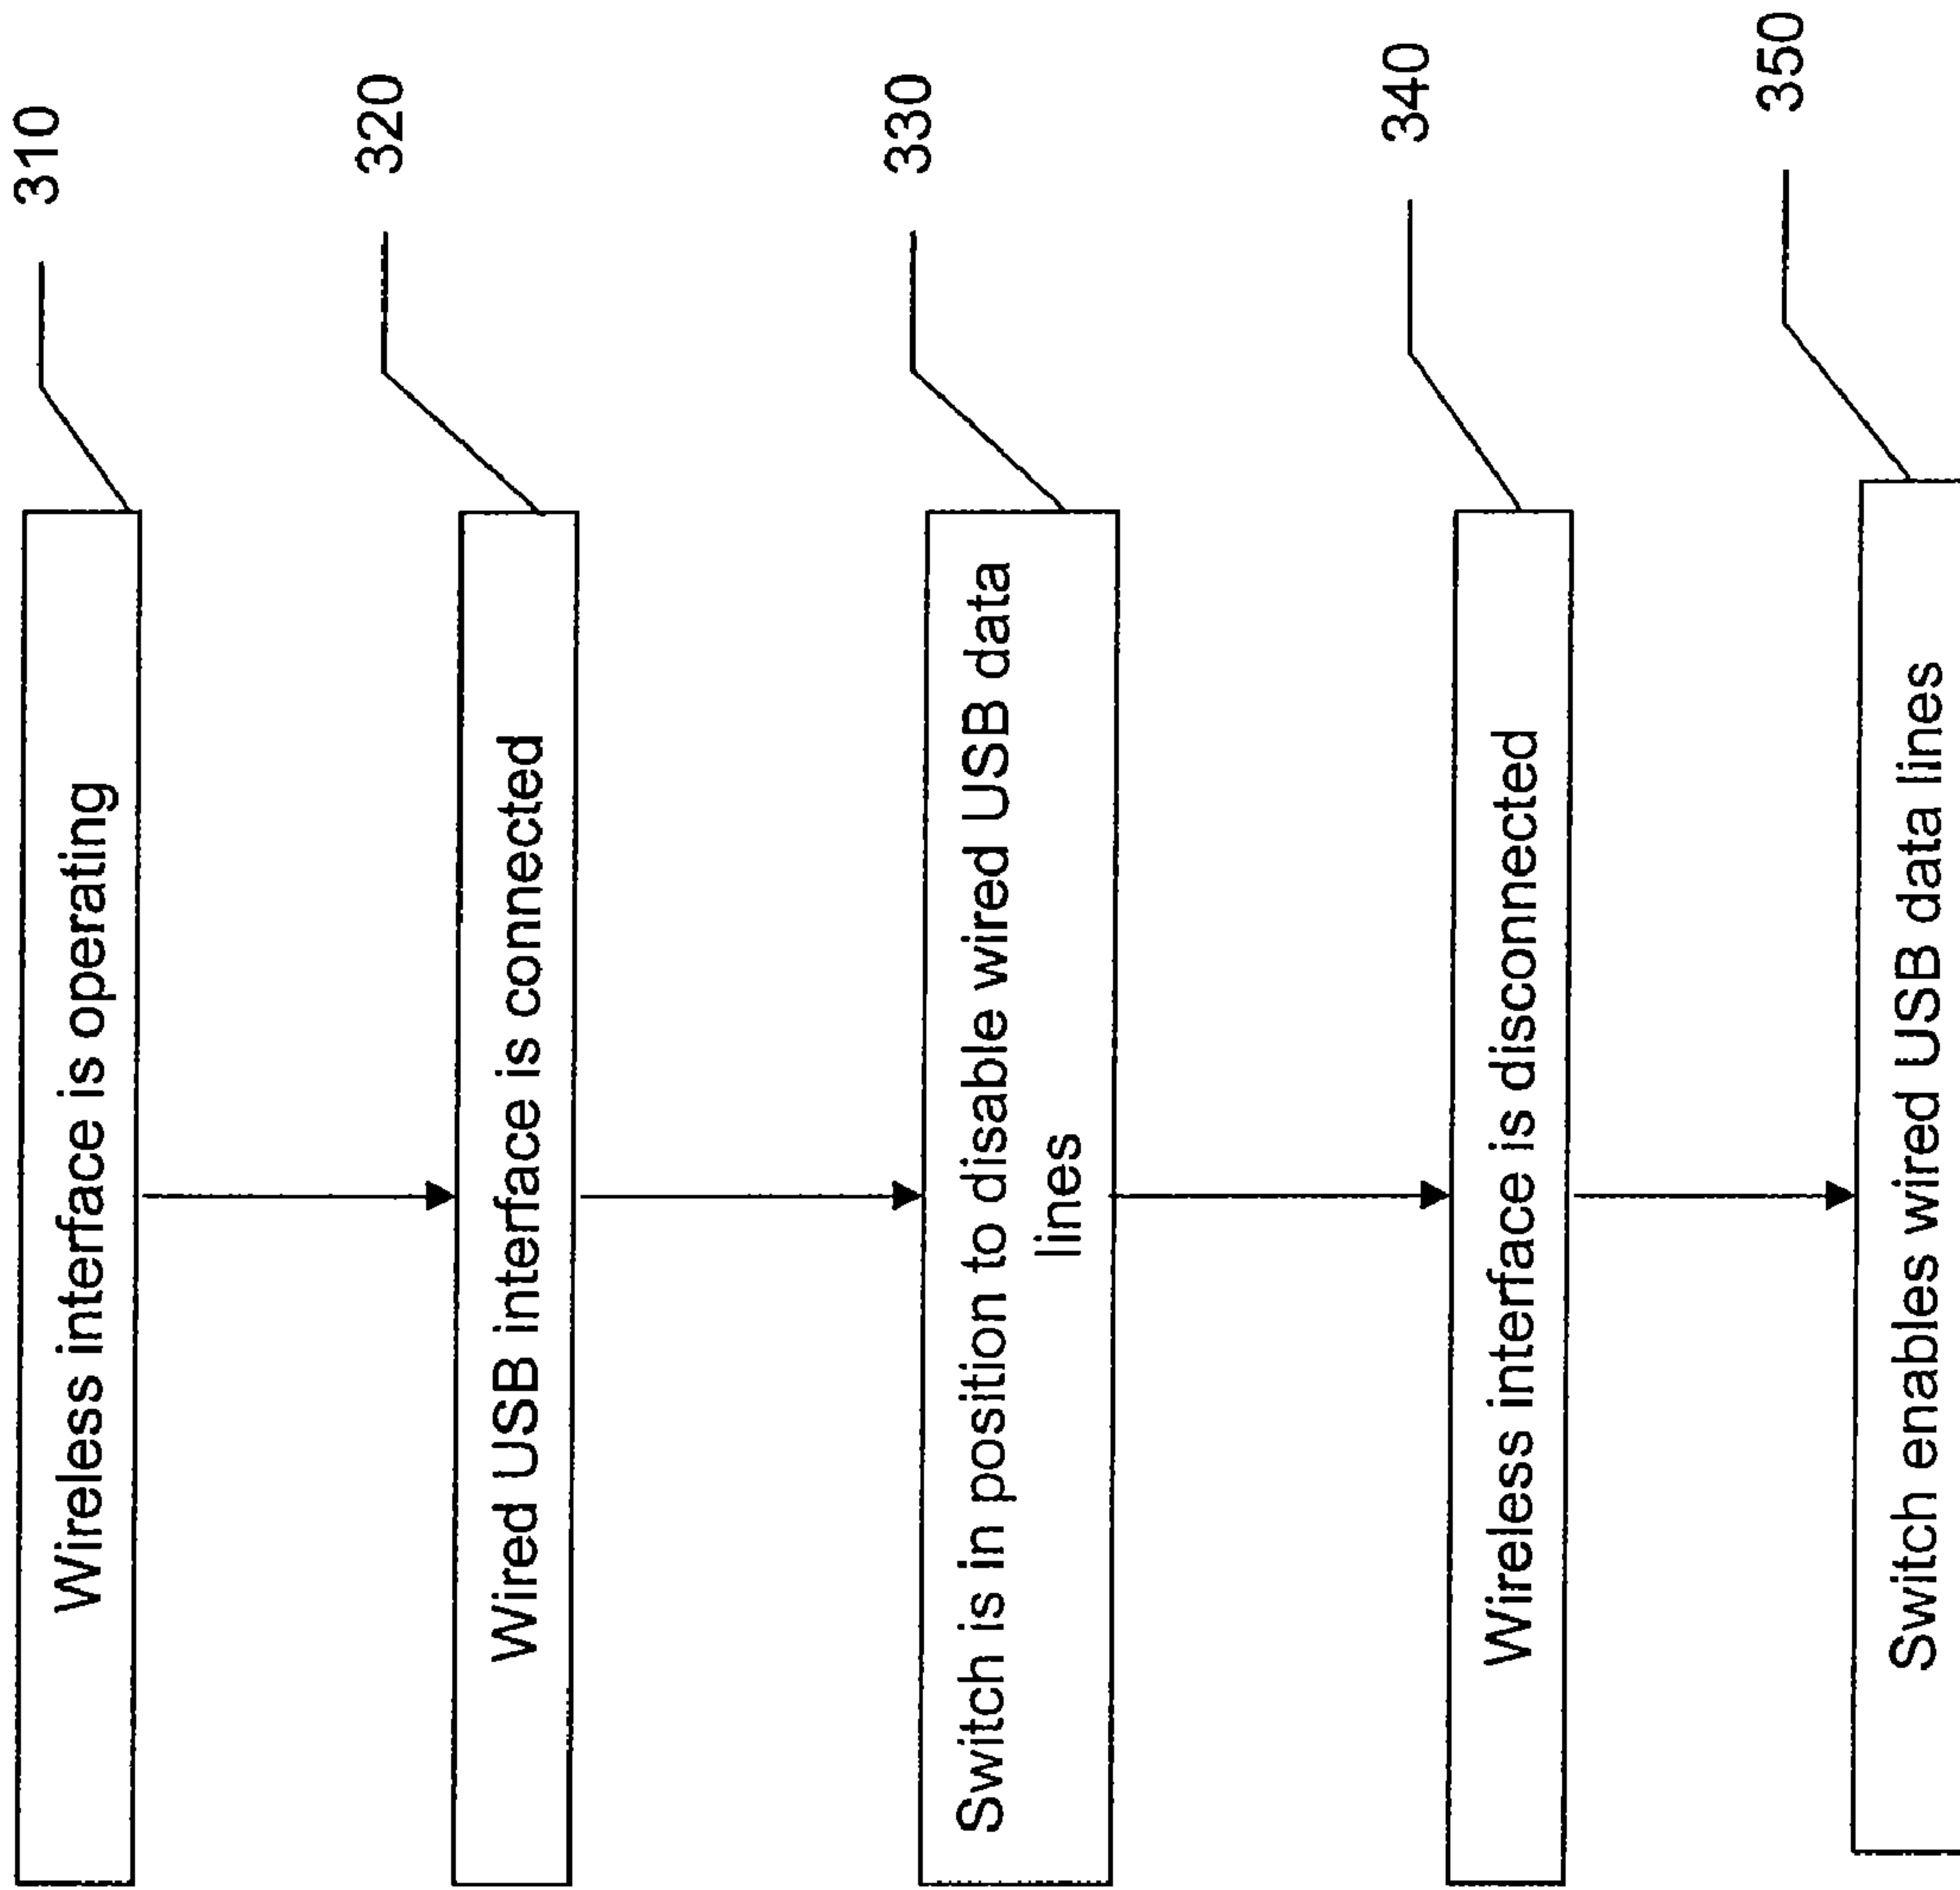 Wireless interface is operating
310
Wired USB interface is connected
320
Switch is in position to disable wired USB data
lines
330
Wireless interface is disconnected
340
Switch enables wired USB data lines
350